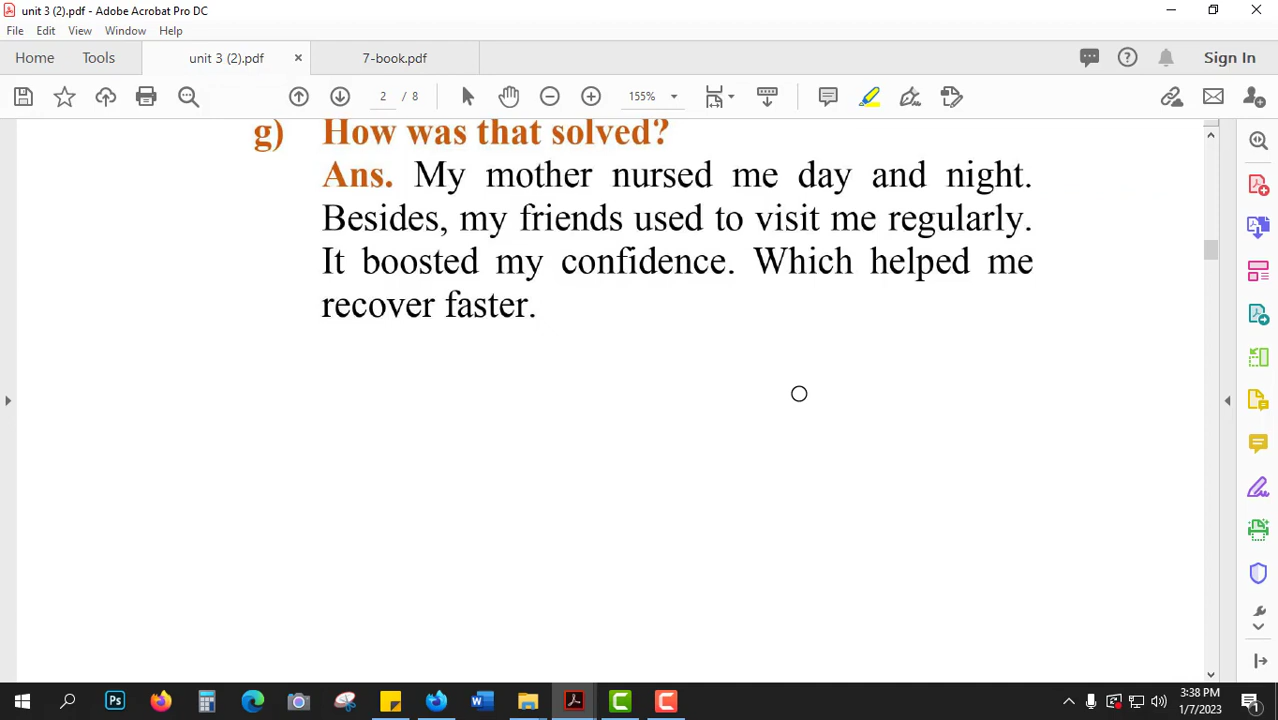 unit 3 (2).pdf - Adobe Acrobat Pro DC
File Edit View Window Help
Home Tools unit 3 (2).pdf × 7-book.pdf Sign In
2 / 8 155%
g) How was that solved?
Ans. My mother nursed me day and night.
Besides, my friends used to visit me regularly.
It boosted my confidence. Which helped me
recover faster.
3:38 PM
1/7/2023